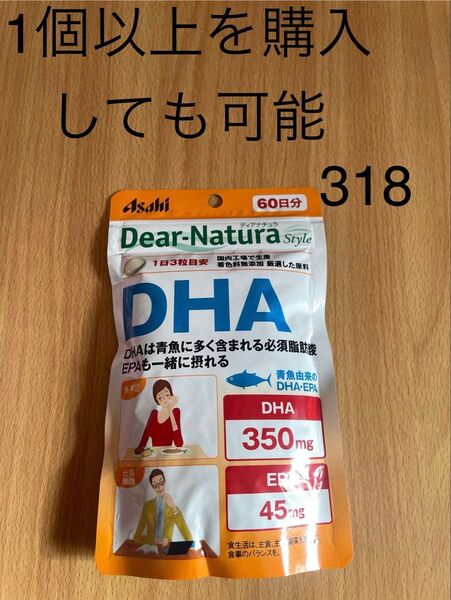 1個以上を購入
しても可能
318
Asahi
60日分
ディアナチュラ
Dear-Natura Style
1日3粒目安
国内工場で生産
着色料無添加 厳選した原料
DHA
DHAは青魚に多く含まれる必須脂肪酸
EPAも一緒に摂れる
青魚由来の
DHA・EPA
DHA
350mg
EPA
45mg
食生活は、主食、主
食事のバランスを。